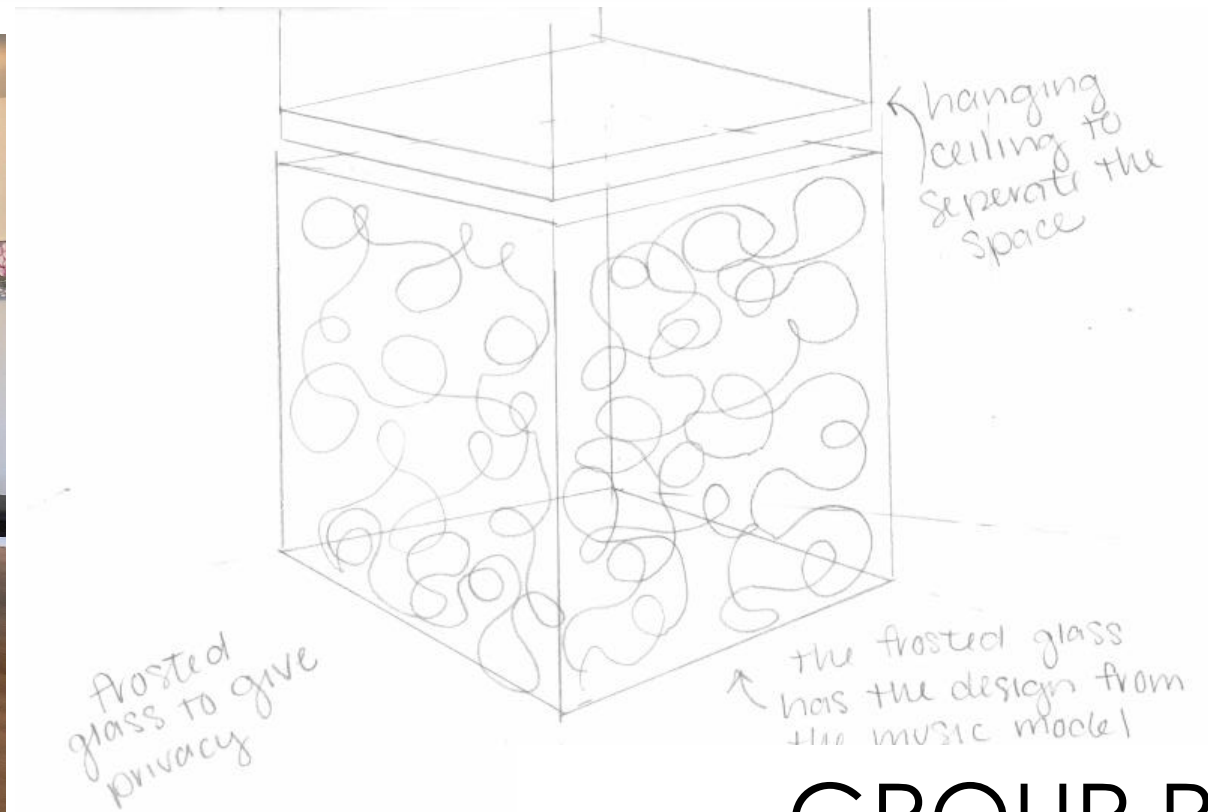 hanging
ceiling to
seperate the
space
frosted
glass to give
privacy
the frosted glass
has the design from
the music model
GROUP R